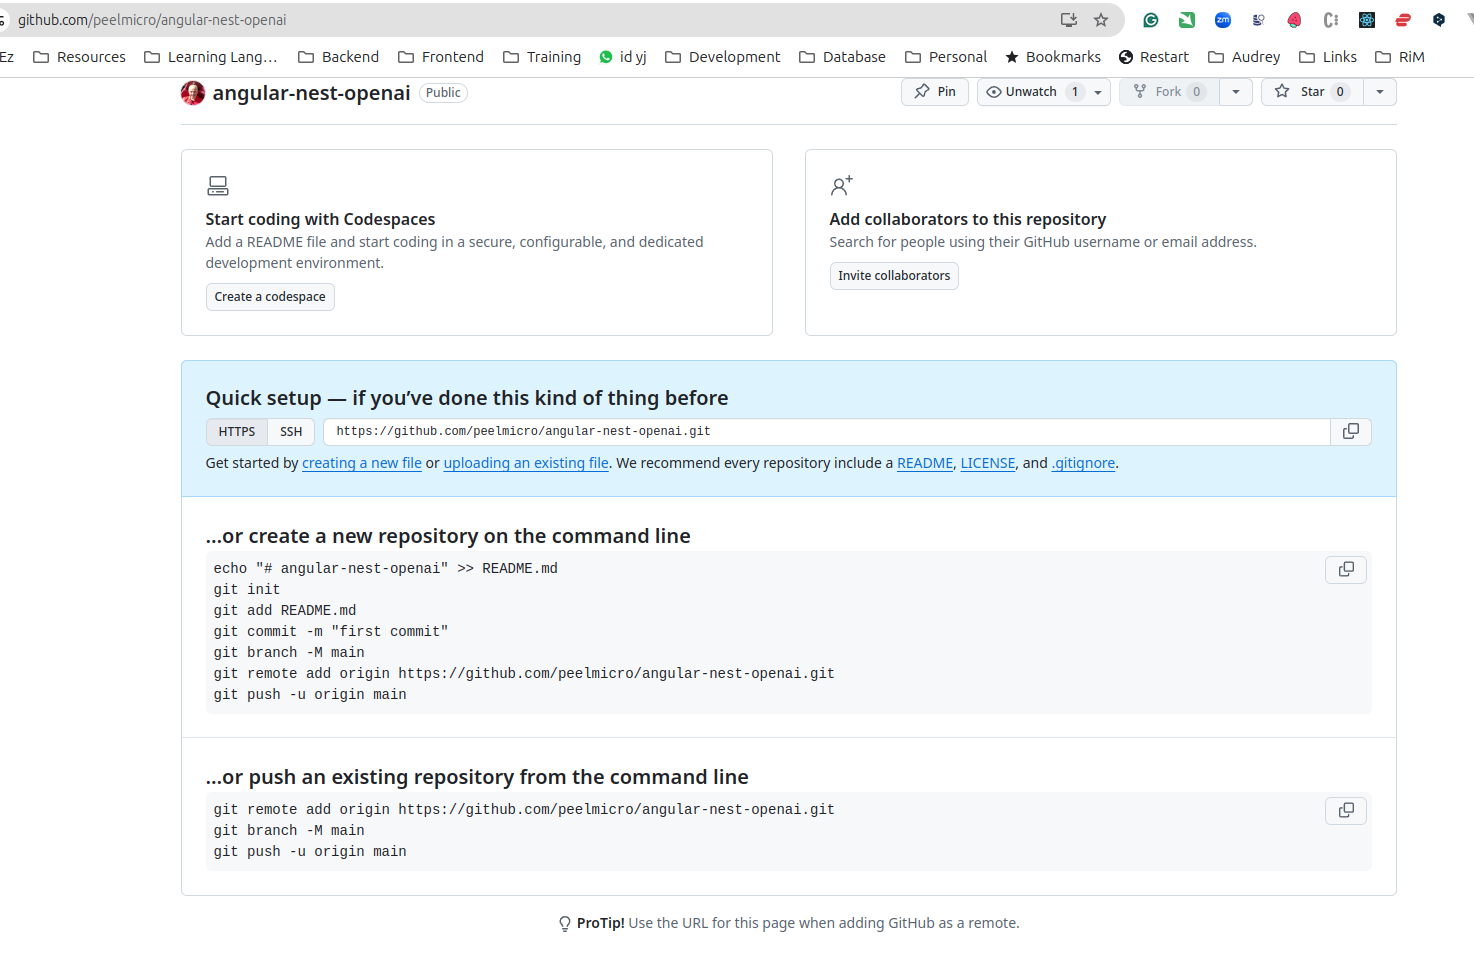 github.com/peelmicro/angular-nest-openai
Ez Resources Learning Lang... Backend Frontend Training id yj Development Database Personal Bookmarks Restart Audrey Links RiM
angular-nest-openai Public Pin Unwatch 1 Fork 0 Star 0
Start coding with Codespaces
Add a README file and start coding in a secure, configurable, and dedicated
development environment.
Create a codespace
Add collaborators to this repository
Search for people using their GitHub username or email address.
Invite collaborators
Quick setup — if you’ve done this kind of thing before
HTTPS SSH https://github.com/peelmicro/angular-nest-openai.git
Get started by creating a new file or uploading an existing file. We recommend every repository include a README, LICENSE, and .gitignore.
…or create a new repository on the command line
echo "# angular-nest-openai" >> README.md
git init
git add README.md
git commit -m "first commit"
git branch -M main
git remote add origin https://github.com/peelmicro/angular-nest-openai.git
git push -u origin main
…or push an existing repository from the command line
git remote add origin https://github.com/peelmicro/angular-nest-openai.git
git branch -M main
git push -u origin main
ProTip! Use the URL for this page when adding GitHub as a remote.